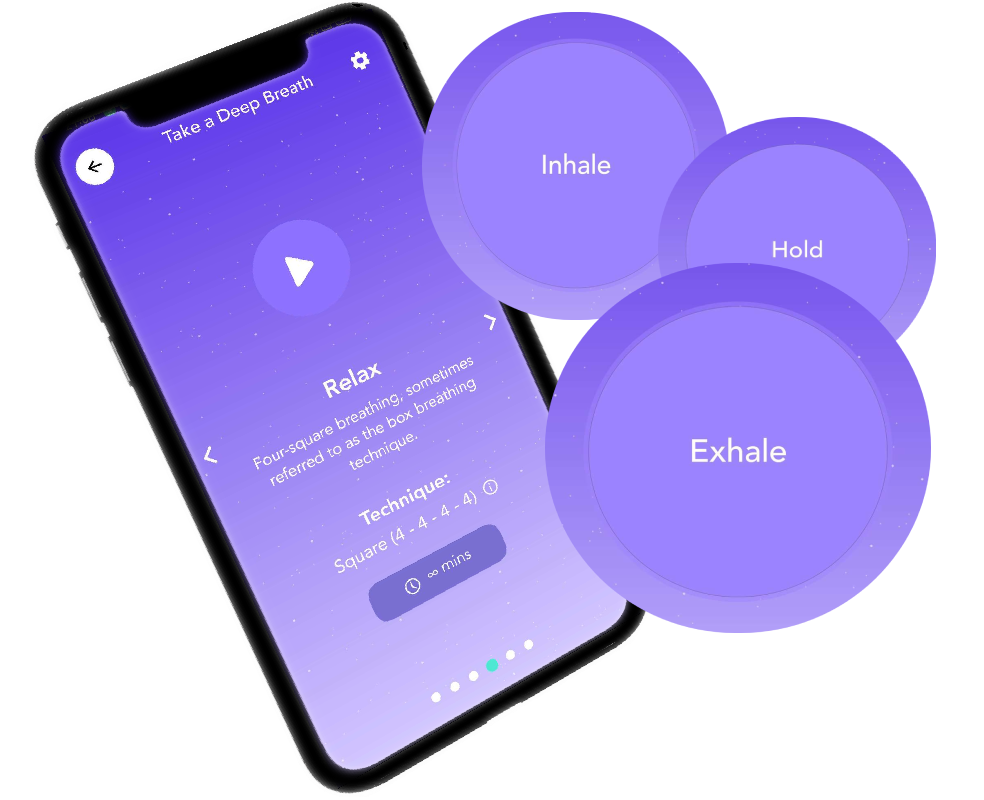 Take a Deep Breath
Relax
Four-square breathing, sometimes
referred to as the box breathing
technique.
Technique:
Square (4 - 4 - 4 - 4)
∞ mins
Inhale
Hold
Exhale